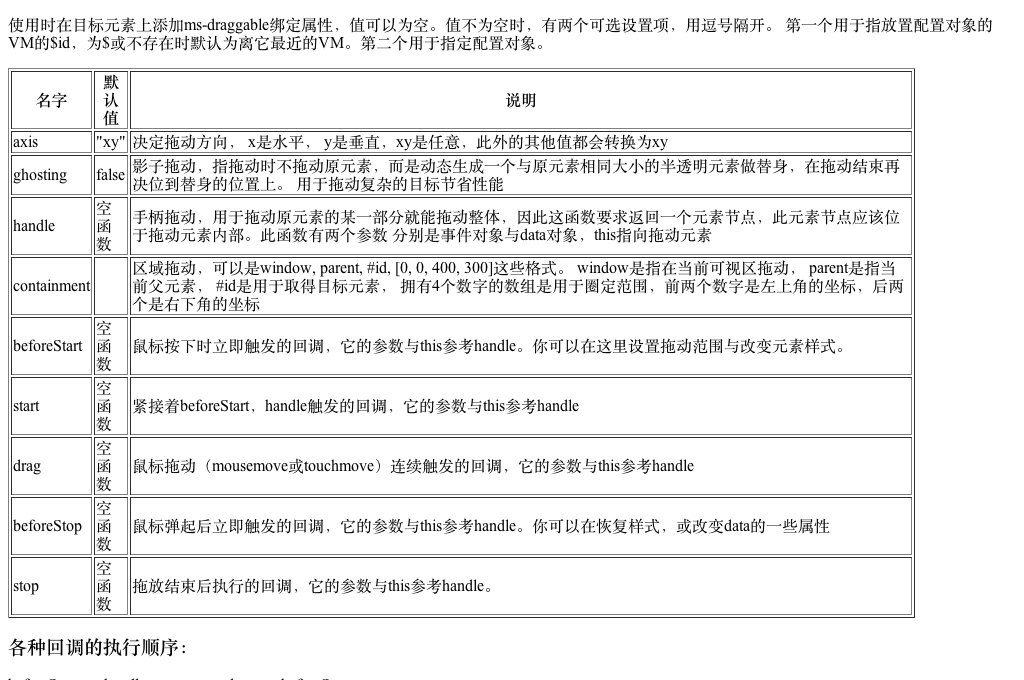 使用时在目标元素上添加ms-draggable绑定属性，值可以为空。值不为空时，有两个可选设置项，用逗号隔开。 第一个用于指放置配置对象的
VM的$id，为$或不存在时默认为离它最近的VM。第二个用于指定配置对象。
名字
默
认
值
说明
axis
"xy"
决定拖动方向， x是水平， y是垂直，xy是任意，此外的其他值都会转换为xy
ghosting
false
影子拖动，指拖动时不拖动原元素，而是动态生成一个与原元素相同大小的半透明元素做替身，在拖动结束再
决位到替身的位置上。 用于拖动复杂的目标节省性能
handle
空
函
数
手柄拖动，用于拖动原元素的某一部分就能拖动整体，因此这函数要求返回一个元素节点，此元素节点应该位
于拖动元素内部。此函数有两个参数 分别是事件对象与data对象，this指向拖动元素
containment
区域拖动，可以是window, parent, #id, [0, 0, 400, 300]这些格式。 window是指在当前可视区拖动， parent是指当
前父元素， #id是用于取得目标元素， 拥有4个数字的数组是用于圈定范围，前两个数字是左上角的坐标，后两
个是右下角的坐标
beforeStart
空
函
数
鼠标按下时立即触发的回调，它的参数与this参考handle。你可以在这里设置拖动范围与改变元素样式。
start
空
函
数
紧接着beforeStart，handle触发的回调，它的参数与this参考handle
drag
空
函
数
鼠标拖动（mousemove或touchmove）连续触发的回调，它的参数与this参考handle
beforeStop
空
函
数
鼠标弹起后立即触发的回调，它的参数与this参考handle。你可以在恢复样式，或改变data的一些属性
stop
空
函
数
拖放结束后执行的回调，它的参数与this参考handle。
各种回调的执行顺序：